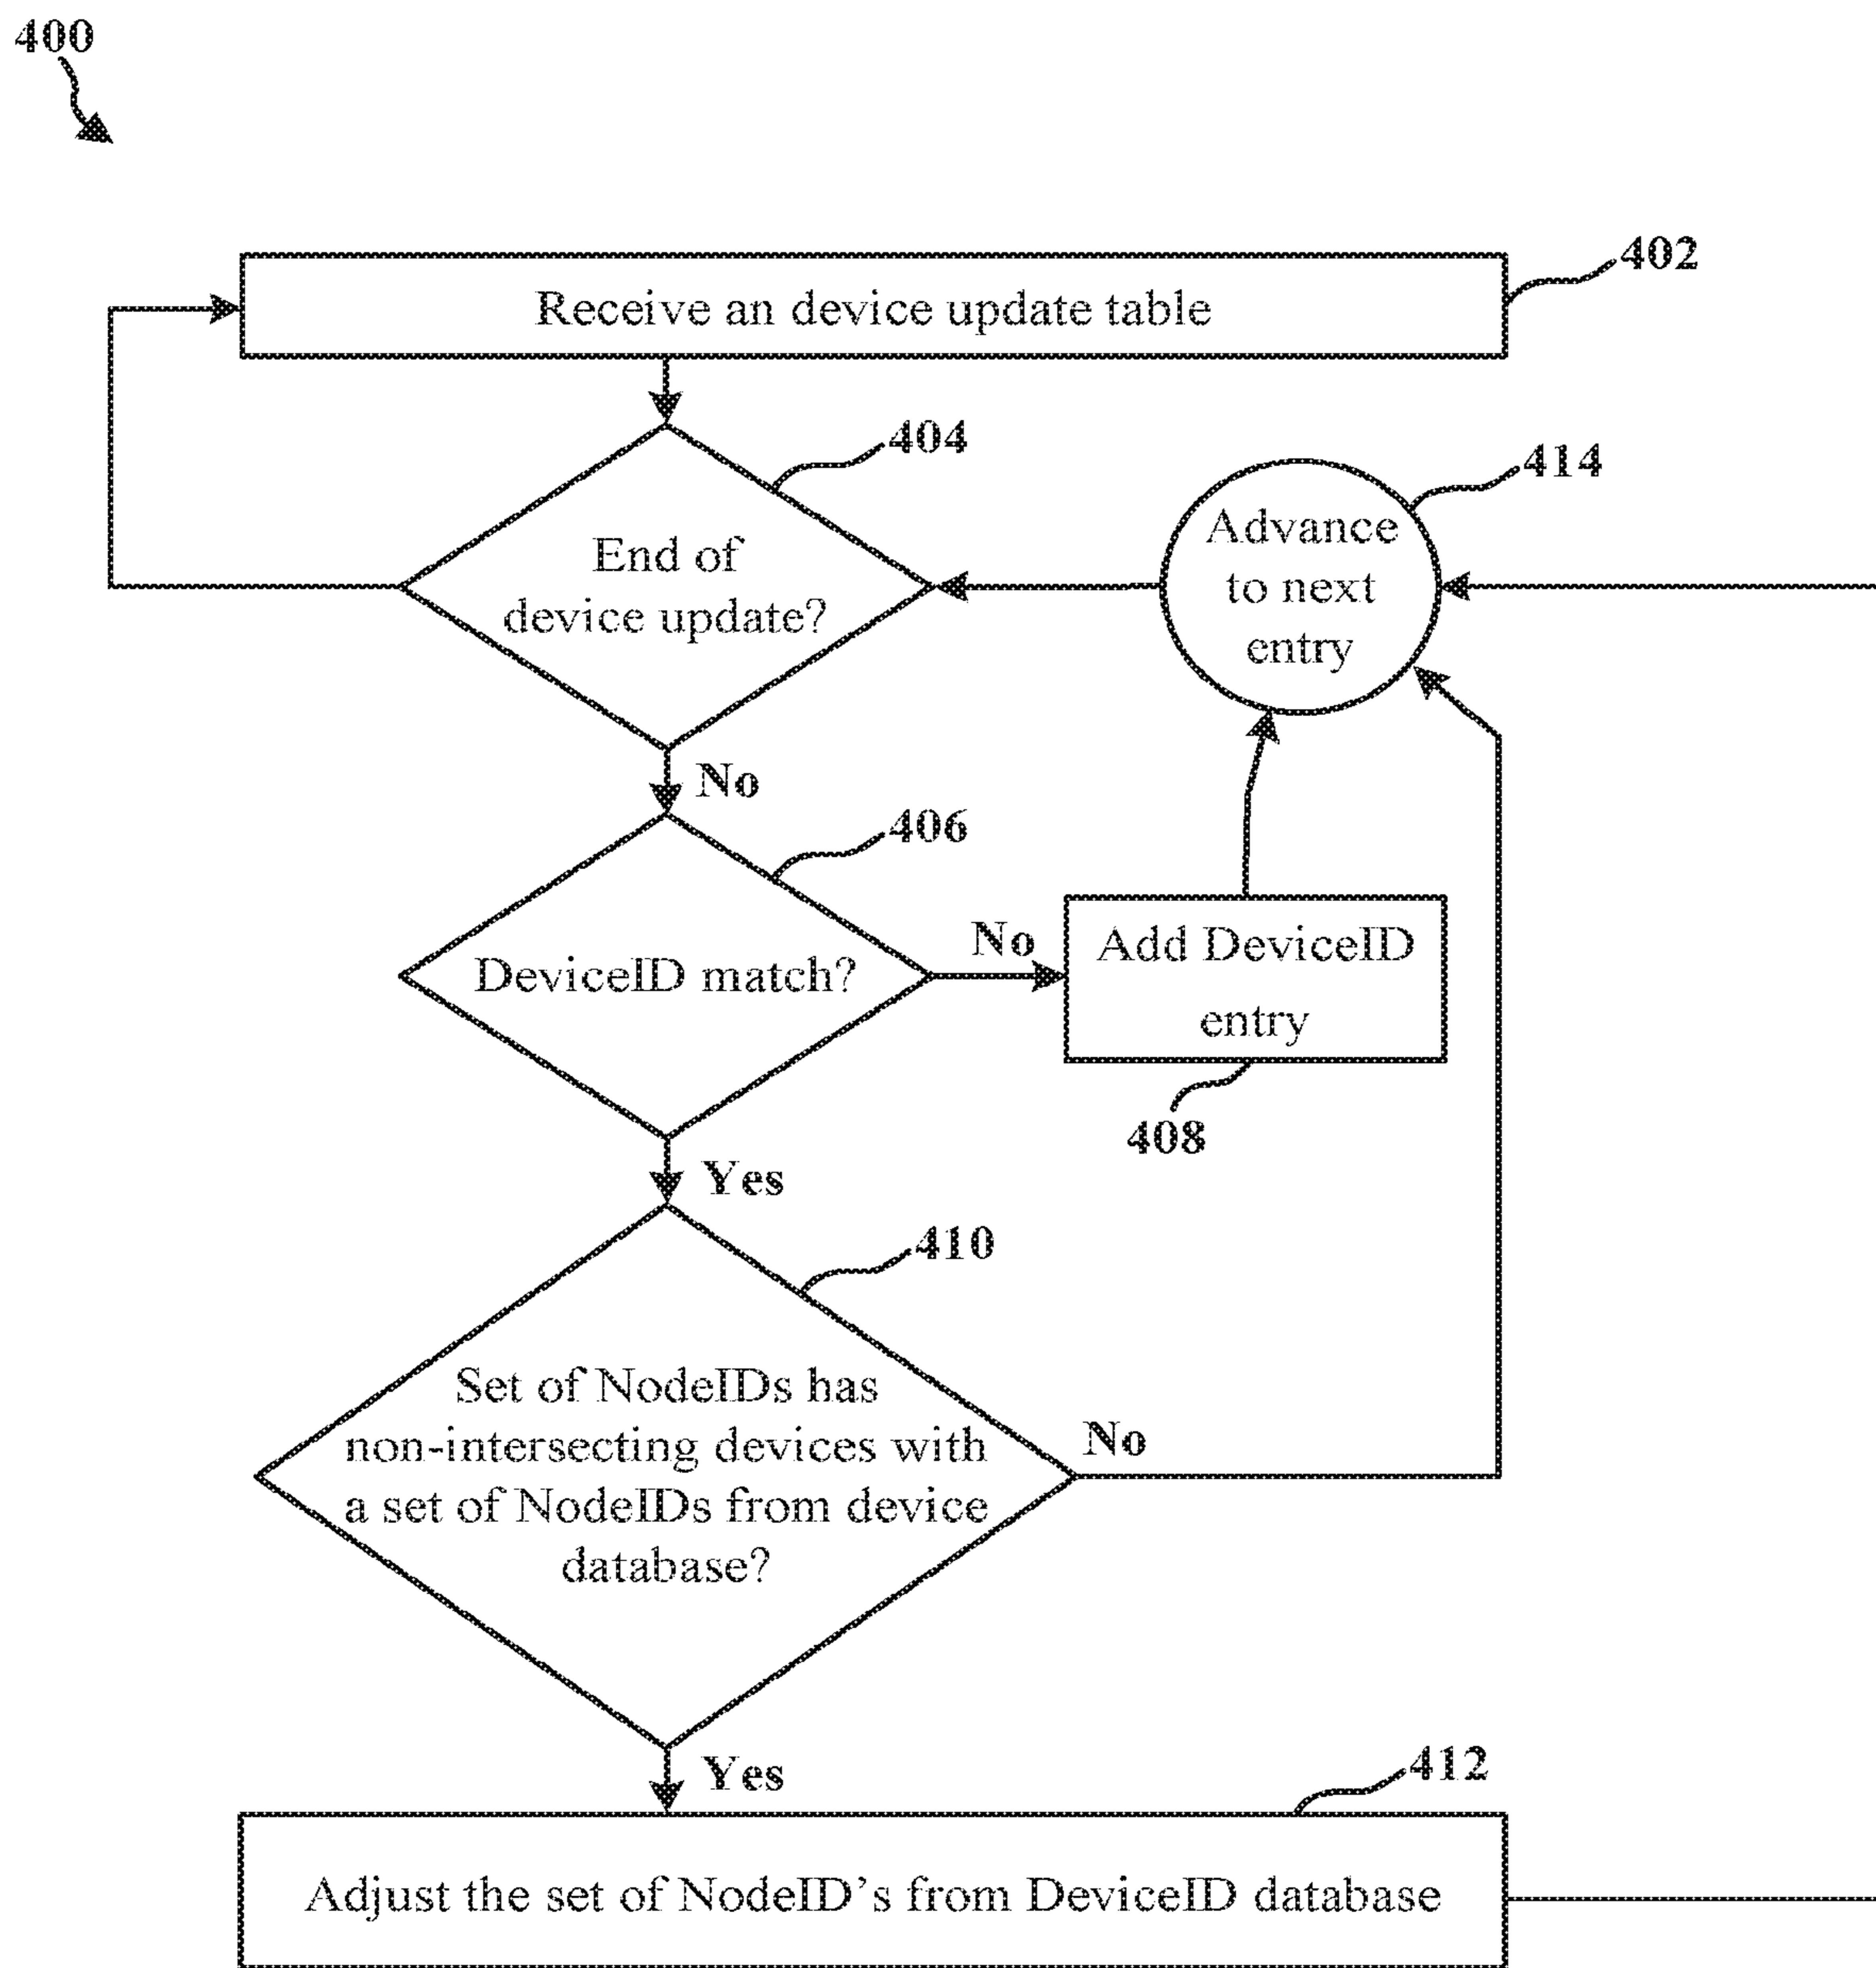 400
402
Receive an device update table
404
End of
device update?
414
Advance
to next
entry
No
406
DeviceID match?
No
Add DeviceID
entry
408
Yes
410
Set of NodeIDs has
non-intersecting devices with
a set of NodeIDs from device
database?
No
Yes
412
Adjust the set of NodeID’s from DeviceID database